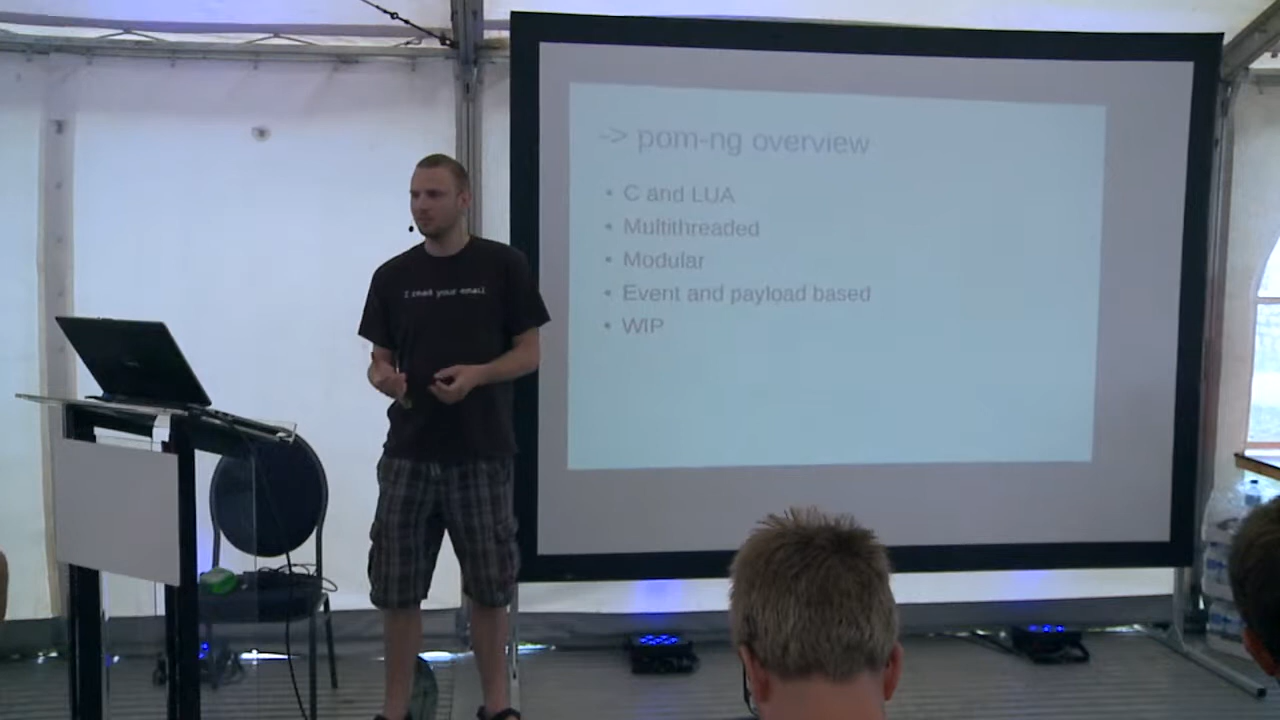 -> pom-ng overview
• C and LUA
• Multithreaded
• Modular
• Event and payload based
• WIP
I read your email